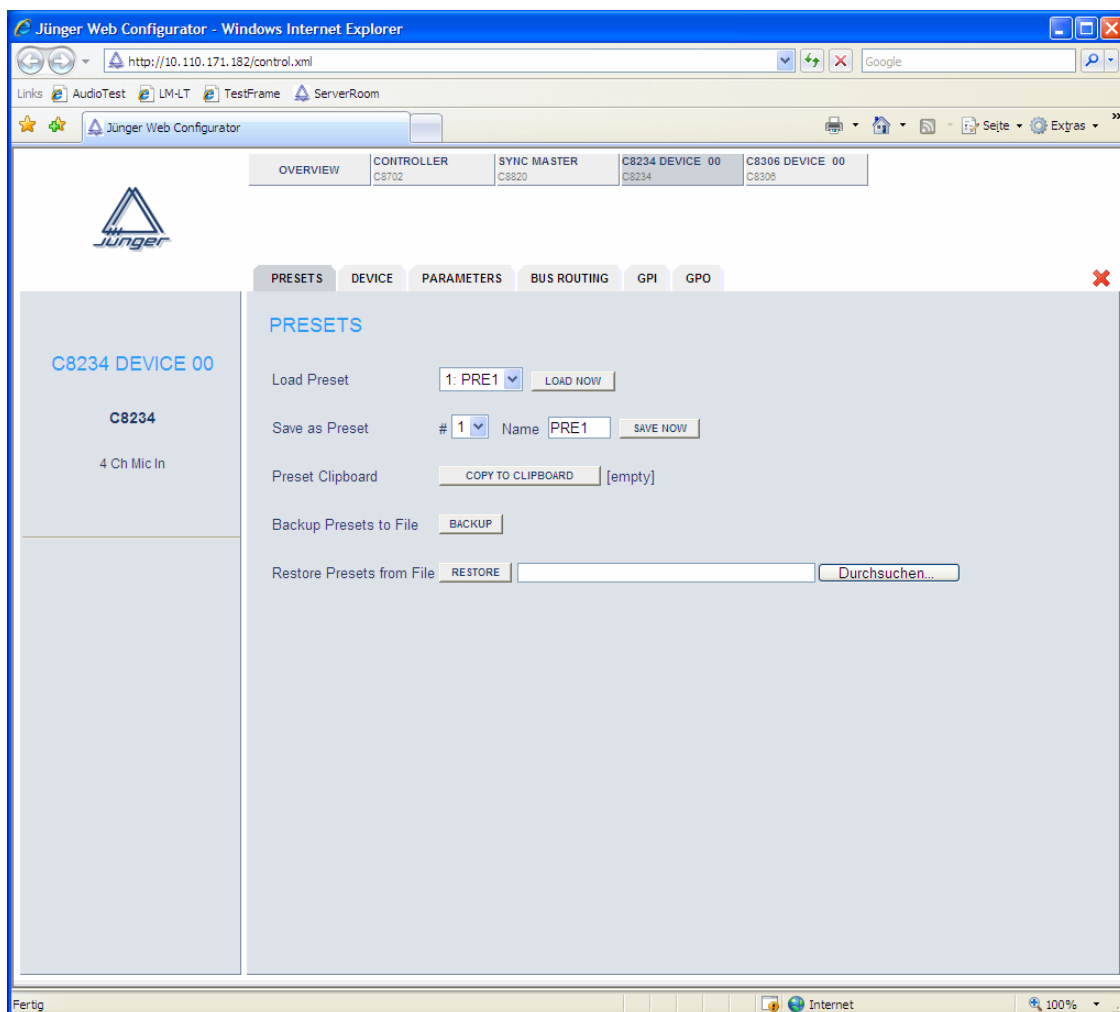 Jünger Web Configurator - Windows Internet Explorer
http://10.110.171.182/control.xml
Google
Links AudioTest LM-LT TestFrame ServerRoom
Jünger Web Configurator
Seite Extras »
OVERVIEW
CONTROLLER
C8702
SYNC MASTER
C8820
C8234 DEVICE 00
C8234
C8306 DEVICE 00
C8306
Jünger
PRESETS DEVICE PARAMETERS BUS ROUTING GPI GPO
C8234 DEVICE 00
C8234
4 Ch Mic In
PRESETS
Load Preset 1: PRE1 LOAD NOW
Save as Preset # 1 Name PRE1 SAVE NOW
Preset Clipboard COPY TO CLIPBOARD [empty]
Backup Presets to File BACKUP
Restore Presets from File RESTORE Durchsuchen...
Fertig Internet 100%